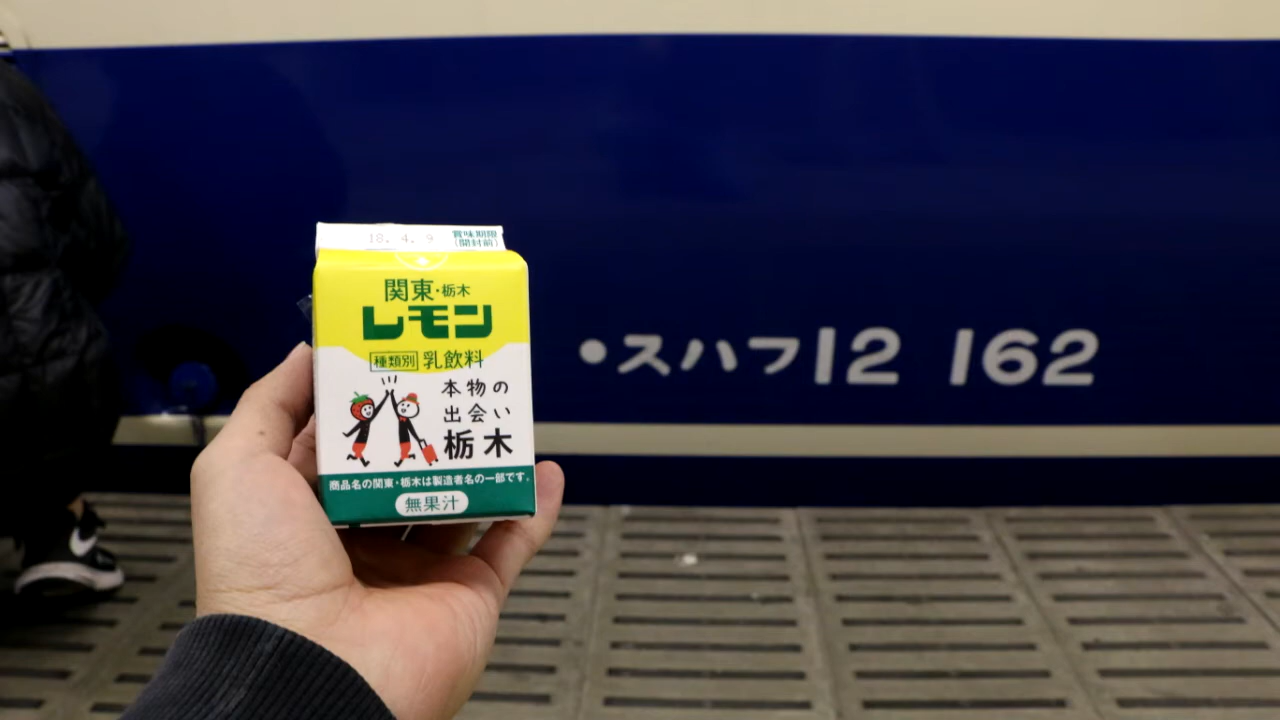 18. 4. 9
賞味期限
(開封前)
関東・栃木
レモン
種類別 乳飲料
本物の
出会い
栃木
商品名の関東・栃木は製造者名の一部です。
無果汁
•スハフ12 162